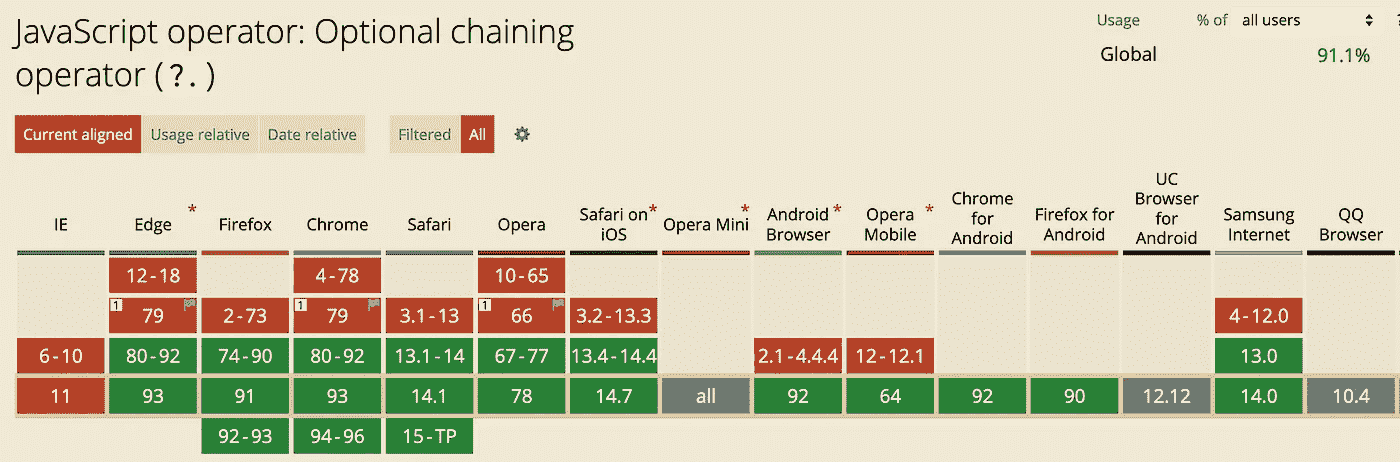 JavaScript operator: Optional chaining
operator (?.)
Usage % of all users ?
Global 91.1%
Current aligned Usage relative Date relative Filtered All
IE Edge * Firefox Chrome Safari Opera Safari on iOS * Opera Mini * Android Browser * Opera Mobile * Chrome for Android Firefox for Android UC Browser for Android Samsung Internet QQ Browser
12-18 4-78 10-65
1 79 2-73 1 79 3.1-13 1 66 3.2-13.3 4-12.0
6-10 80-92 74-90 80-92 13.1-14 67-77 13.4-14.4 2.1-4.4.4 12-12.1 13.0
11 93 91 93 14.1 78 14.7 all 92 64 92 90 12.12 14.0 10.4
92-93 94-96 15-TP